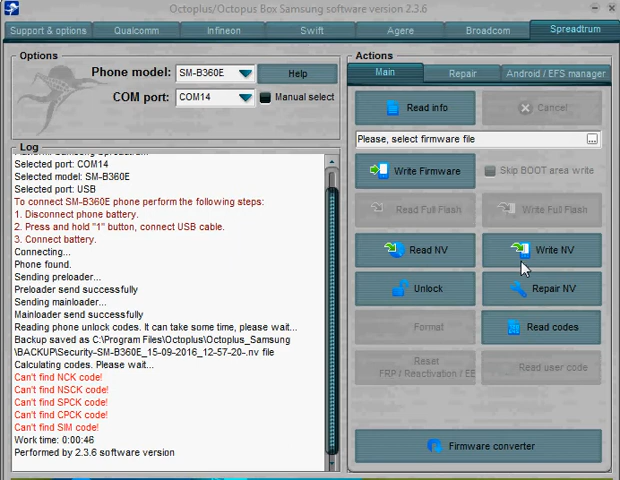 Octoplus/Octopus Box Samsung software version 2.3.6
Support & options
Qualcomm
Infineon
Swift
Agere
Broadcom
Spreadtrum
Options
Phone model:
SM-B360E
Help
COM port:
COM14
Manual select
Log
Selected port: COM14
Selected model: SM-B360E
Selected port: USB
To connect SM-B360E phone perform the following steps:
1. Disconnect phone battery.
2. Press and hold "1" button, connect USB cable.
3. Connect battery.
Connecting...
Phone found.
Sending preloader...
Preloader send successfully
Sending mainloader...
Mainloader send successfully
Reading phone unlock codes. It can take some time, please wait...
Backup saved as C:\Program Files\Octoplus\Octoplus_Samsung
\BACKUP\Security-SM-B360E_15-09-2016_12-57-20-.nv file
Calculating codes. Please wait...
Can't find NCK code!
Can't find NSCK code!
Can't find SPCK code!
Can't find CPCK code!
Can't find SIM code!
Work time: 0:00:46
Performed by 2.3.6 software version
Actions
Main
Repair
Android / EFS manager
Read info
Cancel
Please, select firmware file
...
Write Firmware
Skip BOOT area write
Read Full Flash
Write Full Flash
Read NV
Write NV
Unlock
Repair NV
Format
Read codes
Reset
FRP / Reactivation / EE
Read user code
Firmware converter